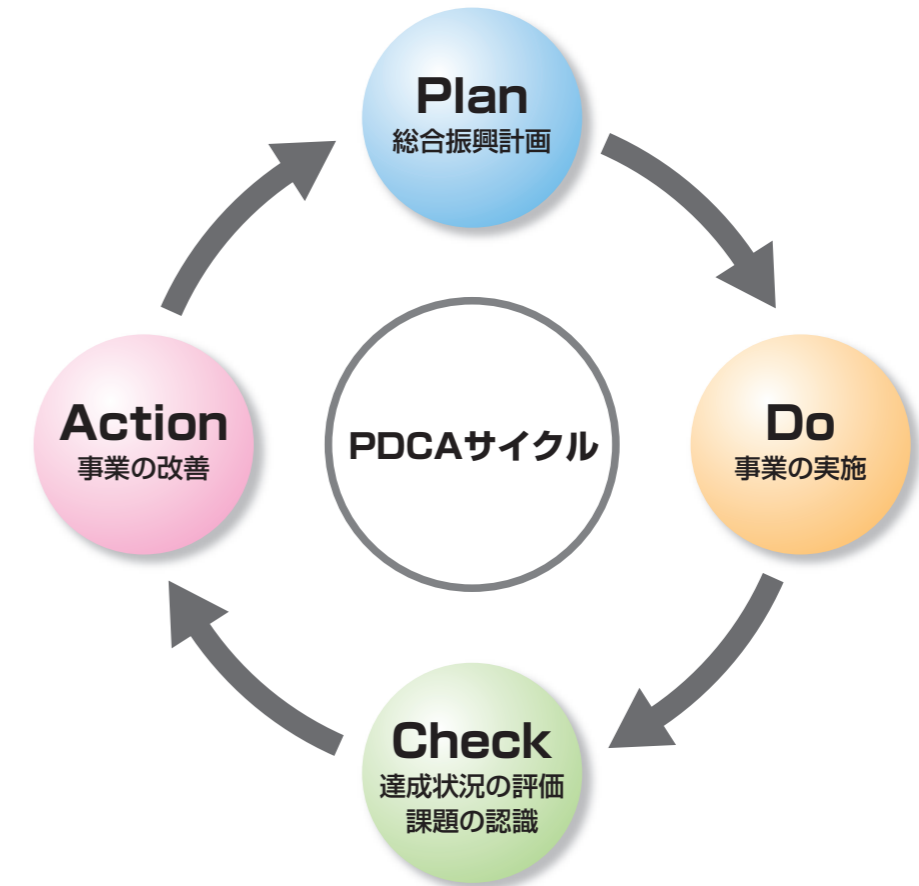 Plan
総合振興計画
Do
事業の実施
Check
達成状況の評価
課題の認識
Action
事業の改善
PDCAサイクル